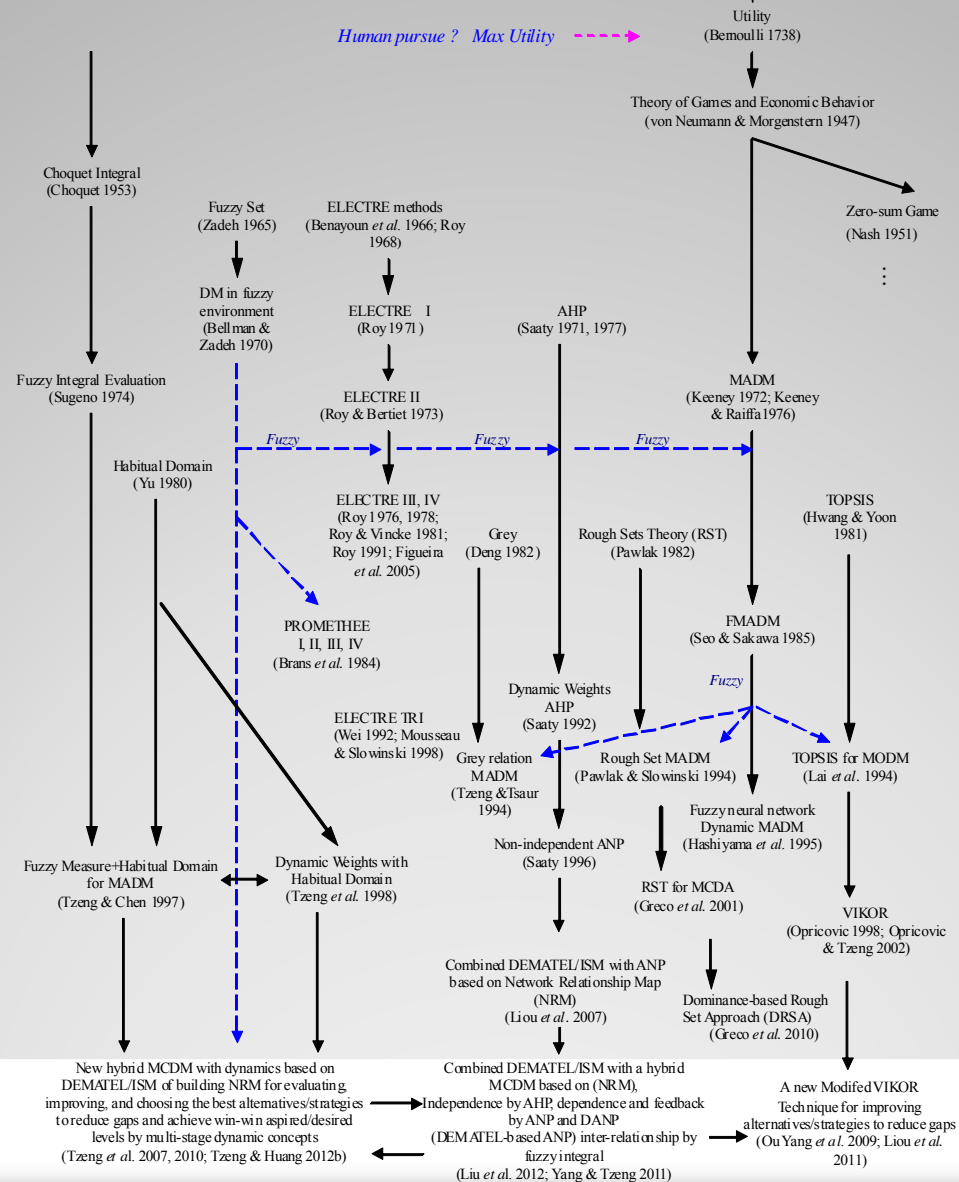 Utility
(Bernoulli 1738)
Human pursue ? Max Utility
Theory of Games and Economic Behavior
(von Neumann & Morgenstern 1947)
Choquet Integral
(Choquet 1953)
Fuzzy Set
(Zadeh 1965)
ELECTRE methods
(Benayoun et al. 1966; Roy
1968)
Zero-sum Game
(Nash 1951)
⋮
DM in fuzzy
environment
(Bellman &
Zadeh 1970)
ELECTRE I
(Roy 1971)
AHP
(Saaty 1971, 1977)
Fuzzy Integral Evaluation
(Sugeno 1974)
ELECTRE II
(Roy & Bertiet 1973)
MADM
(Keeney 1972; Keeney
& Raiffa 1976)
Fuzzy
Fuzzy
Fuzzy
Habitual Domain
(Yu 1980)
ELECTRE III, IV
(Roy 1976, 1978;
Roy & Vincke 1981;
Roy 1991; Figueira
et al. 2005)
Grey
(Deng 1982)
Rough Sets Theory (RST)
(Pawlak 1982)
TOPSIS
(Hwang & Yoon
1981)
PROMETHEE
I, II, III, IV
(Brans et al. 1984)
FMADM
(Seo & Sakawa 1985)
Fuzzy
ELECTRE TRI
(Wei 1992; Mousseau
& Slowinski 1998)
Dynamic Weights
AHP
(Saaty 1992)
Grey relation
MADM
(Tzeng &Tsaur
1994)
Rough Set MADM
(Pawlak & Slowinski 1994)
TOPSIS for MODM
(Lai et al. 1994)
Fuzzy neural network
Dynamic MADM
(Hashiyama et al. 1995)
Fuzzy Measure+Habitual Domain
for MADM
(Tzeng & Chen 1997)
Dynamic Weights with
Habitual Domain
(Tzeng et al. 1998)
Non-independent ANP
(Saaty 1996)
RST for MCDA
(Greco et al. 2001)
VIKOR
(Opricovic 1998; Opricovic
& Tzeng 2002)
Combined DEMATEL/ISM with ANP
based on Network Relationship Map
(NRM)
(Liou et al. 2007)
Dominance-based Rough
Set Approach (DRSA)
(Greco et al. 2010)
New hybrid MCDM with dynamics based on
DEMATEL/ISM of building NRM for evaluating,
improving, and choosing the best alternatives/strategies
to reduce gaps and achieve win-win aspired/desired
levels by multi-stage dynamic concepts
(Tzeng et al. 2007, 2010; Tzeng & Huang 2012b)
Combined DEMATEL/ISM with a hybrid
MCDM based on (NRM),
Independence by AHP, dependence and feedback
by ANP and DANP
(DEMATEL-based ANP) inter-relationship by
fuzzy integral
(Liu et al. 2012; Yang & Tzeng 2011)
A new Modifed VIKOR
Technique for improving
alternatives/strategies to reduce gaps
(Ou Yang et al. 2009; Liou et al.
2011)